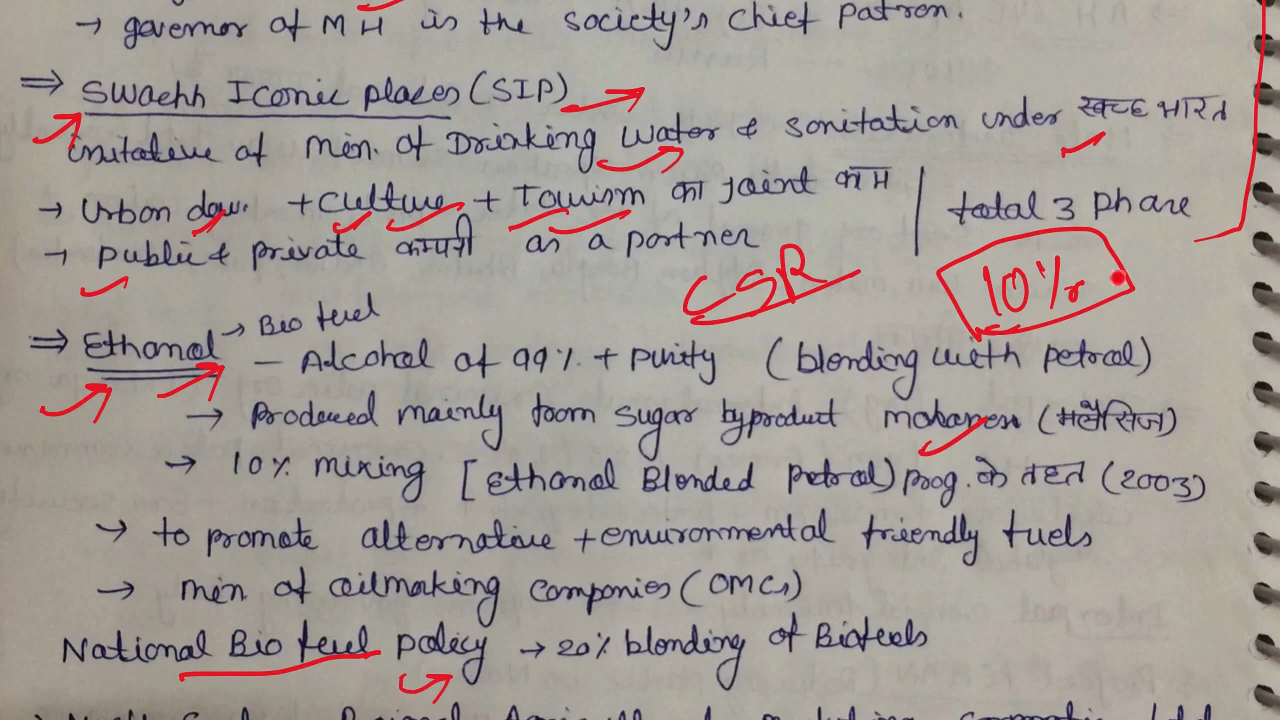 → governor of MH is the society's chief patron.
⇒ Swachh Iconic places (SIP)
initative of min. of Drinking water & sanitation under स्वच्छ भारत
→ Urban dev. + culture + Tourism का joint काम | total 3 Phase
→ public & private कम्पनी as a partner
CSR
10%
⇒ Ethanol → Bio fuel
– Alcohol of 99% + purity (blending with petrol)
→ Produced mainly from sugar byproduct molasses (मलैसिज)
→ 10% mixing [Ethanol Blended Petrol) prog. के तहत (2003)
→ to promote alternative + environmental friendly fuels
→ min of oilmaking companies (OMCs)
National Bio fuel policy → 20% blending of Biofuels